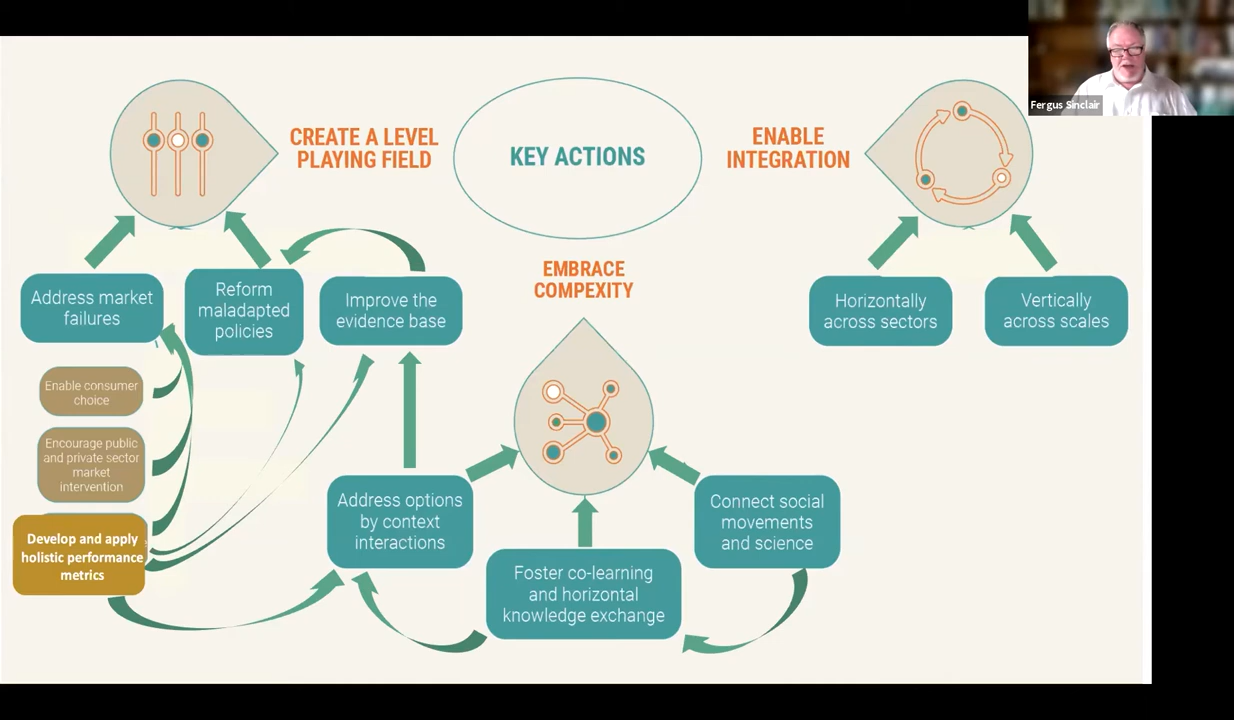 Fergus Sinclair
CREATE A LEVEL
PLAYING FIELD
KEY ACTIONS
ENABLE
INTEGRATION
EMBRACE
COMPEXITY
Address market
failures
Reform
maladapted
policies
Improve the
evidence base
Horizontally
across sectors
Vertically
across scales
Enable consumer
choice
Encourage public
and private sector
market
intervention
Develop and apply
holistic performance
metrics
Address options
by context
interactions
Foster co-learning
and horizontal
knowledge exchange
Connect social
movements
and science